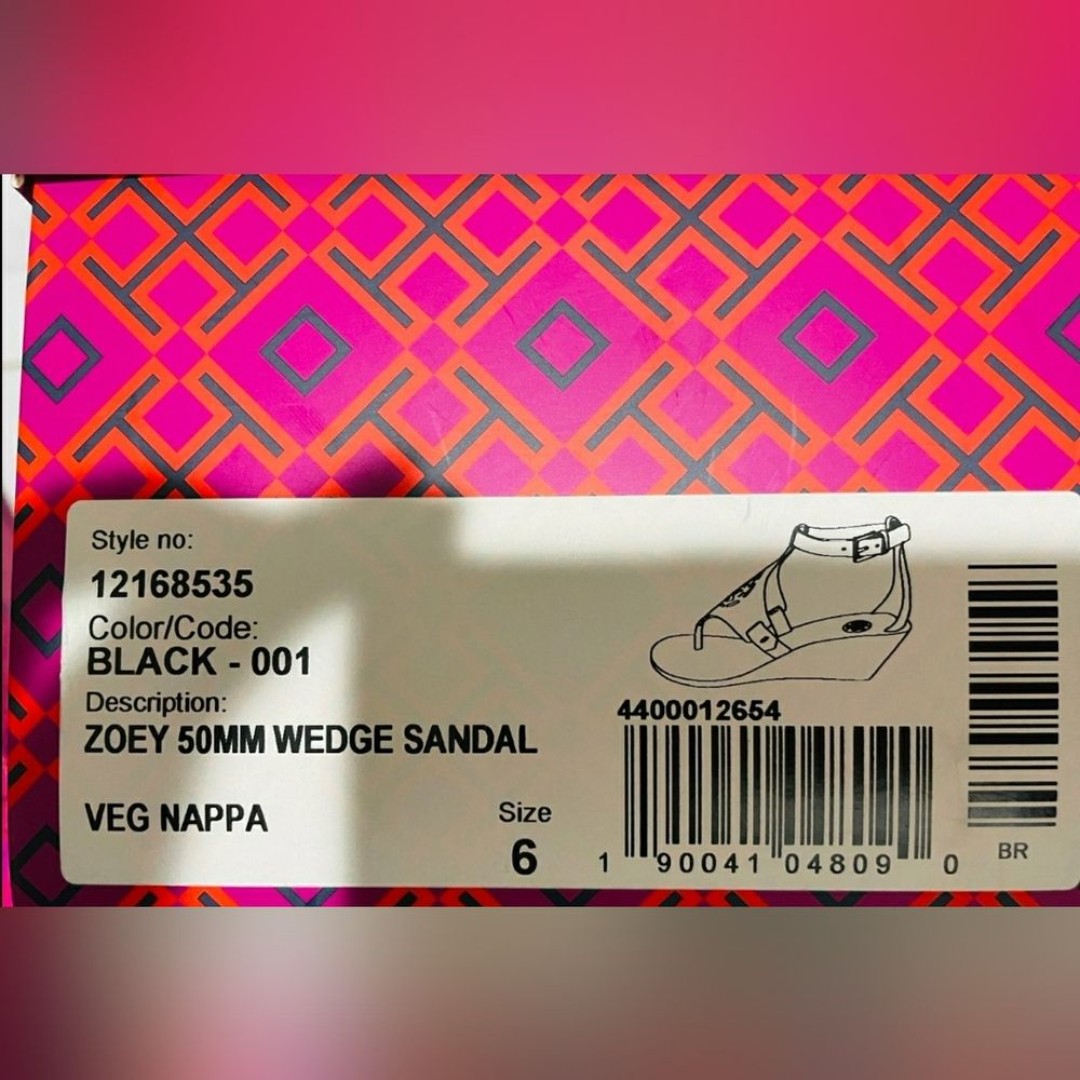 Style no:
12168535
Color/Code:
BLACK - 001
Description:
ZOEY 50MM WEDGE SANDAL
VEG NAPPA
Size
6
4400012654
1 90041 04809 0
BR